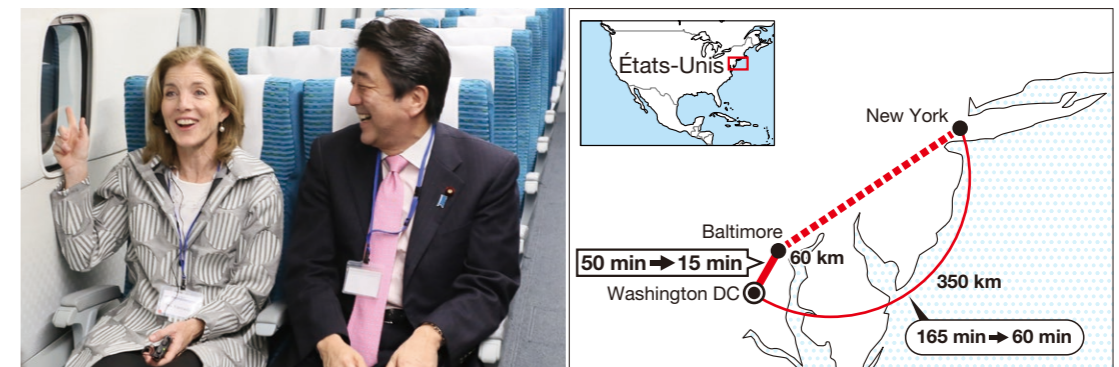 États-Unis
New York
Baltimore
50 min➔15 min
60 km
Washington DC
350 km
165 min➔60 min